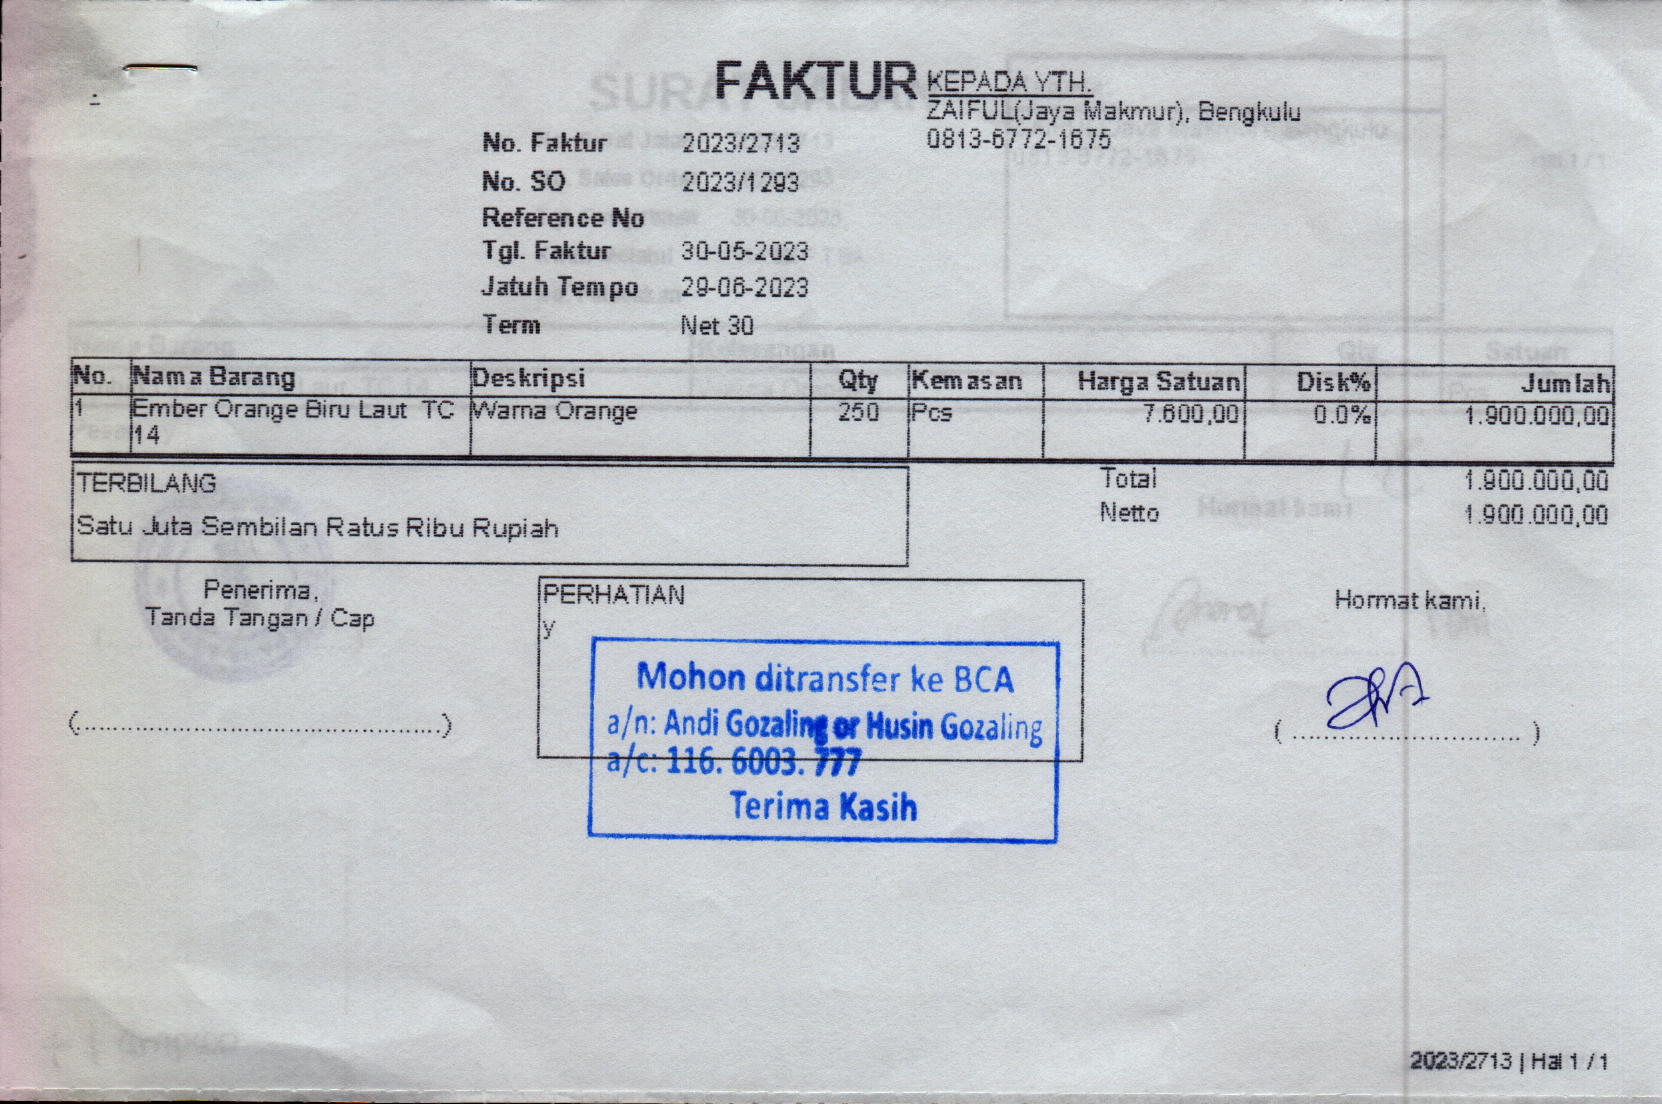 FAKTUR
KEPADA YTH.
ZAIFUL(Jaya Makmur), Bengkulu
0813-6772-1675
No. Faktur 2023/2713
No. SO 2023/1293
Reference No
Tgl. Faktur 30-05-2023
Jatuh Tempo 29-06-2023
Term Net 30
No. Nama Barang Deskripsi Qty Kemasan Harga Satuan Disk% Jumlah
1 Ember Orange Biru Laut TC Warna Orange 250 Pcs 7.600,00 0.0% 1.900.000,00
14
TERBILANG
Satu Juta Sembilan Ratus Ribu Rupiah
Total 1.900.000,00
Netto 1.900.000,00
Penerima,
Tanda Tangan / Cap
(..............................................)
PERHATIAN
y
Mohon ditransfer ke BCA
a/n: Andi Gozaling or Husin Gozaling
a/c: 116. 6003. 777
Terima Kasih
Hormat kami,
( ............................. )
2023/2713 | Hal 1 / 1